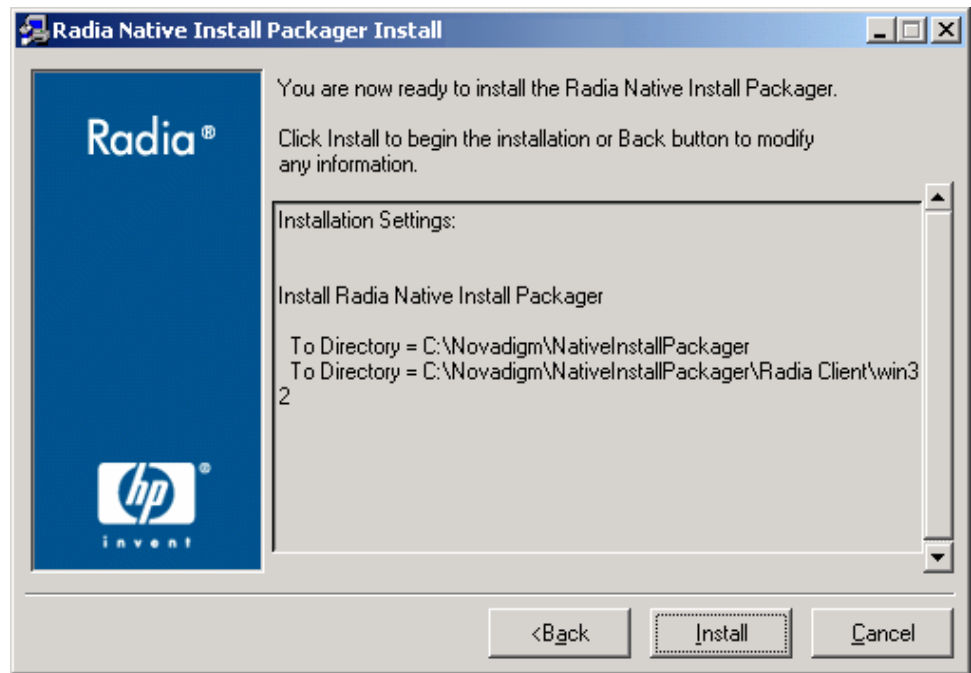 Radia Native Install Packager Install
Radia®
You are now ready to install the Radia Native Install Packager.
Click Install to begin the installation or Back button to modify
any information.
Installation Settings:
Install Radia Native Install Packager
To Directory = C:\Novadigm\NativeInstallPackager
To Directory = C:\Novadigm\NativeInstallPackager\Radia Client\win3
2
hp®
invent
<Back
Install
Cancel